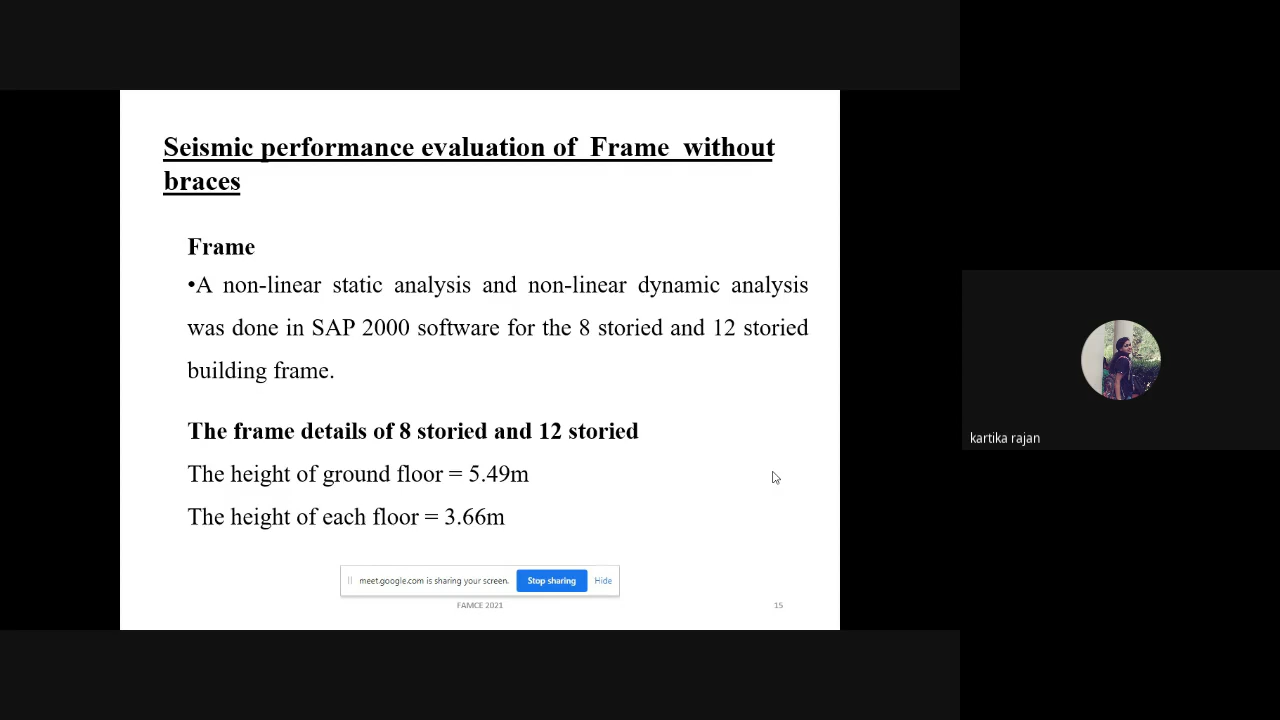 Seismic performance evaluation of Frame without
braces
Frame
•A non-linear static analysis and non-linear dynamic analysis
was done in SAP 2000 software for the 8 storied and 12 storied
building frame.
The frame details of 8 storied and 12 storied
The height of ground floor = 5.49m
The height of each floor = 3.66m
meet.google.com is sharing your screen. Stop sharing Hide
FAMCE 2021 15
kartika rajan